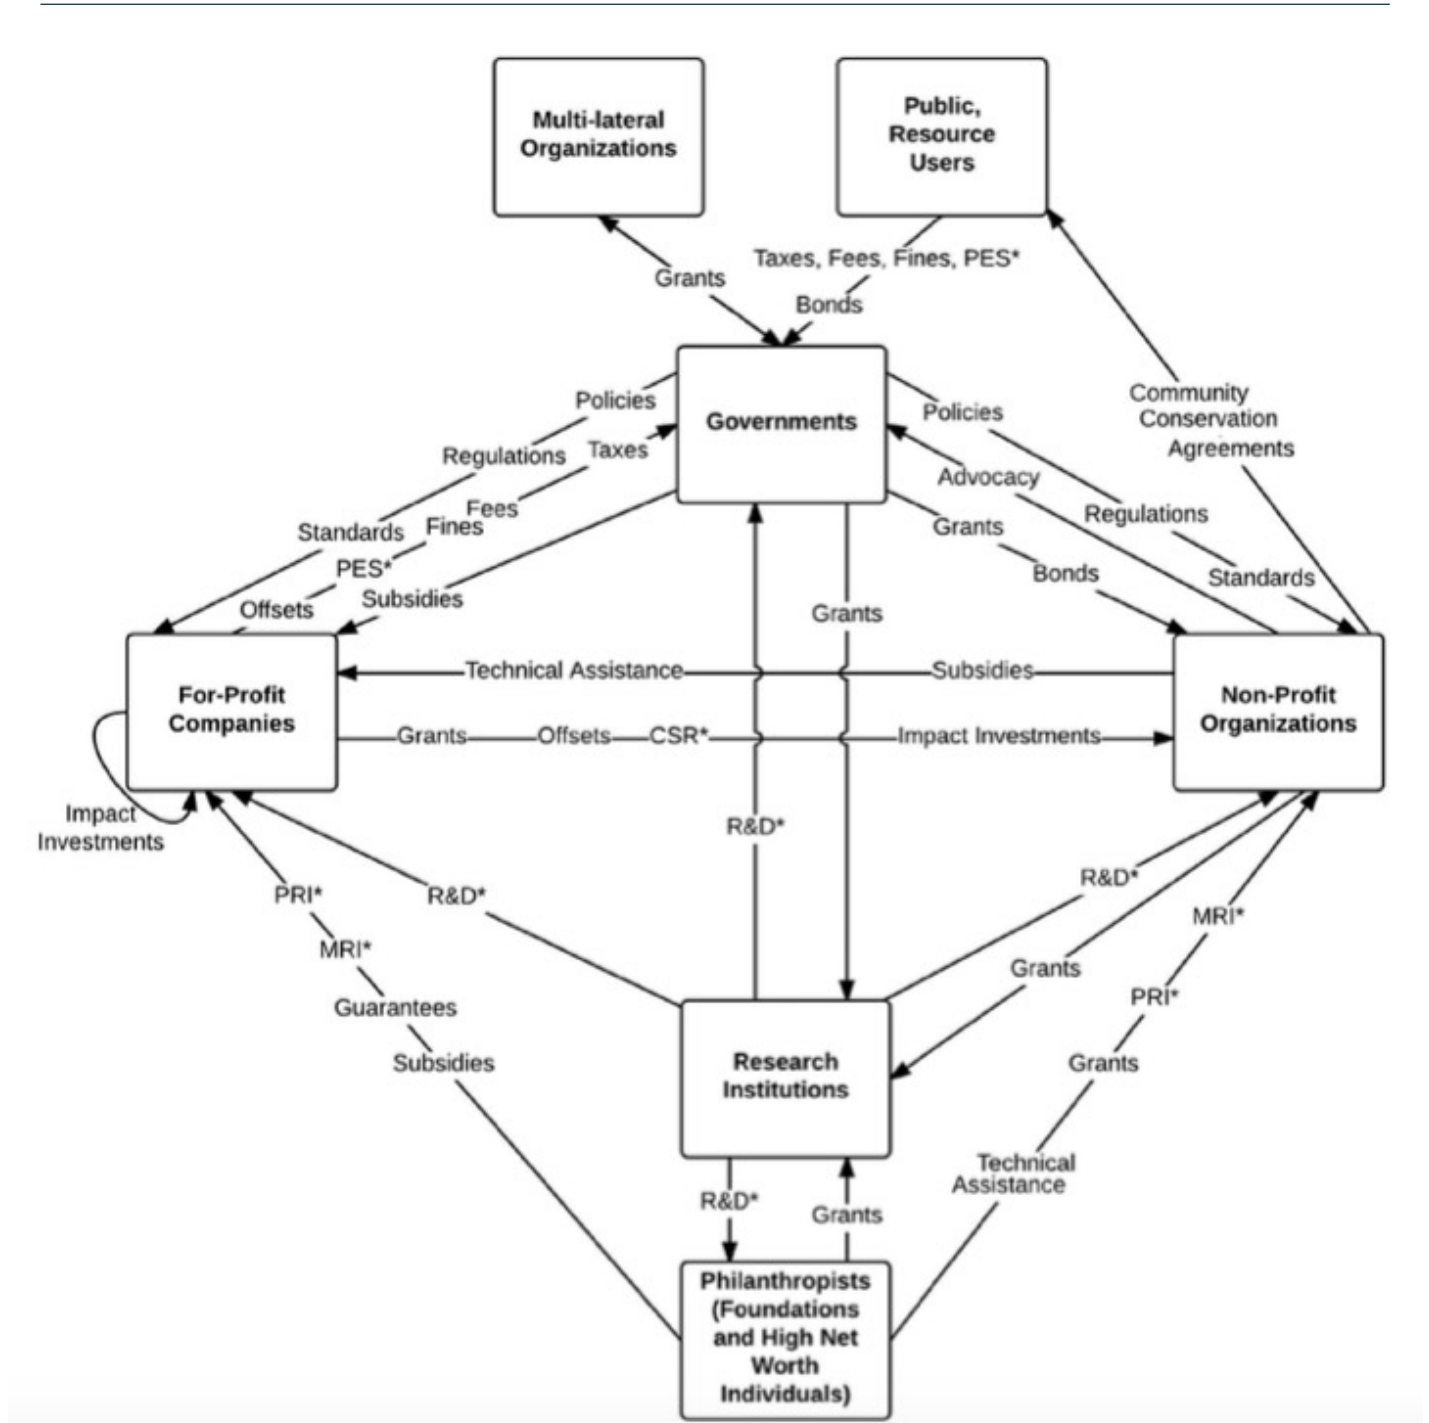 Multi-lateral
Organizations
Public,
Resource
Users
Taxes, Fees, Fines, PES*
Grants
Bonds
Governments
Policies
Regulations
Standards
Taxes
Fees
Fines
PES*
Offsets
Subsidies
Policies
Regulations
Standards
Advocacy
Grants
Bonds
Community
Conservation
Agreements
Grants
Technical Assistance
Subsidies
For-Profit
Companies
Non-Profit
Organizations
Grants
Offsets
CSR*
Impact Investments
Impact
Investments
R&D*
PRI*
MRI*
Guarantees
Subsidies
R&D*
R&D*
Grants
MRI*
PRI*
Grants
Technical
Assistance
Research
Institutions
R&D*
Grants
Philanthropists
(Foundations
and High Net
Worth
Individuals)